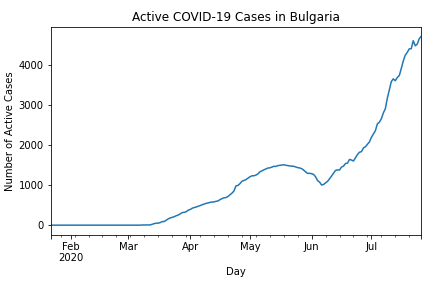 Active COVID-19 Cases in Bulgaria
Number of Active Cases
4000
3000
2000
1000
0
Feb Mar Apr May Jun Jul
2020
Day